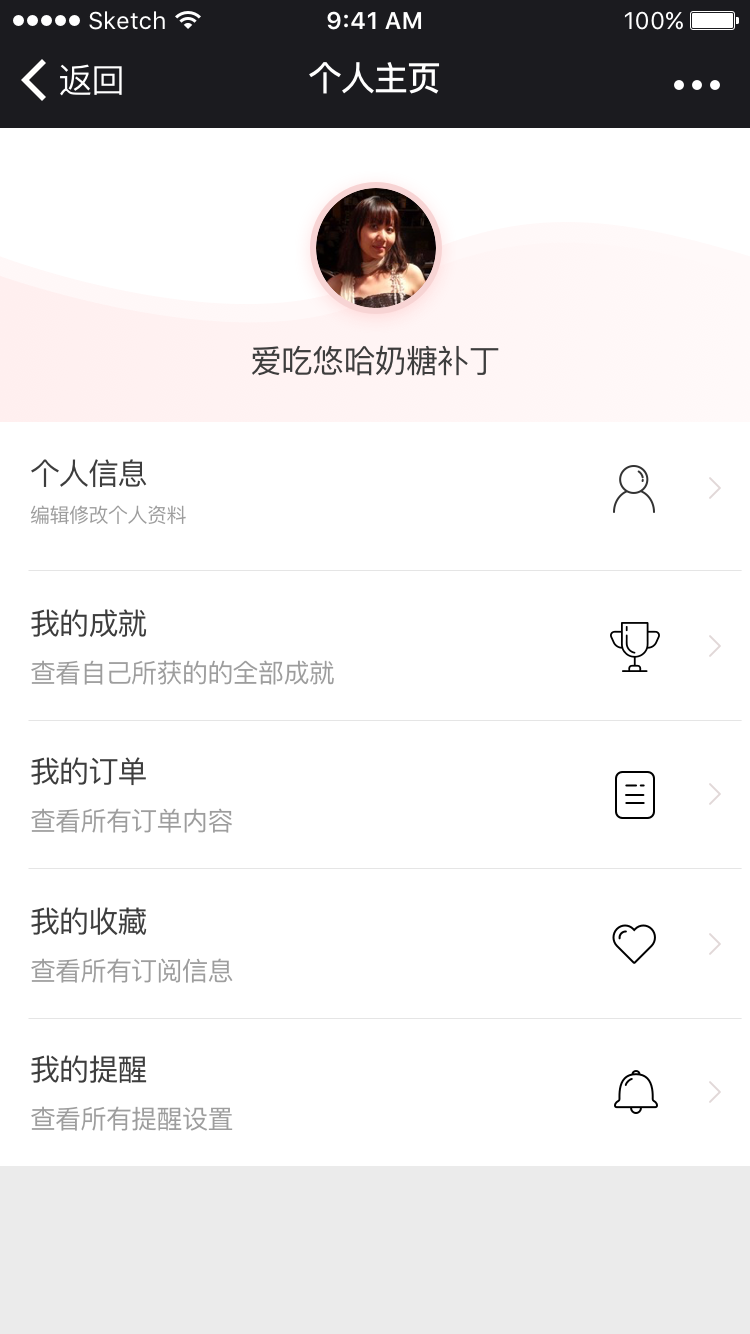 Sketch 9:41 AM 100%
返回 个人主页
爱吃悠哈奶糖补丁
个人信息
编辑修改个人资料
我的成就
查看自己所获的的全部成就
我的订单
查看所有订单内容
我的收藏
查看所有订阅信息
我的提醒
查看所有提醒设置